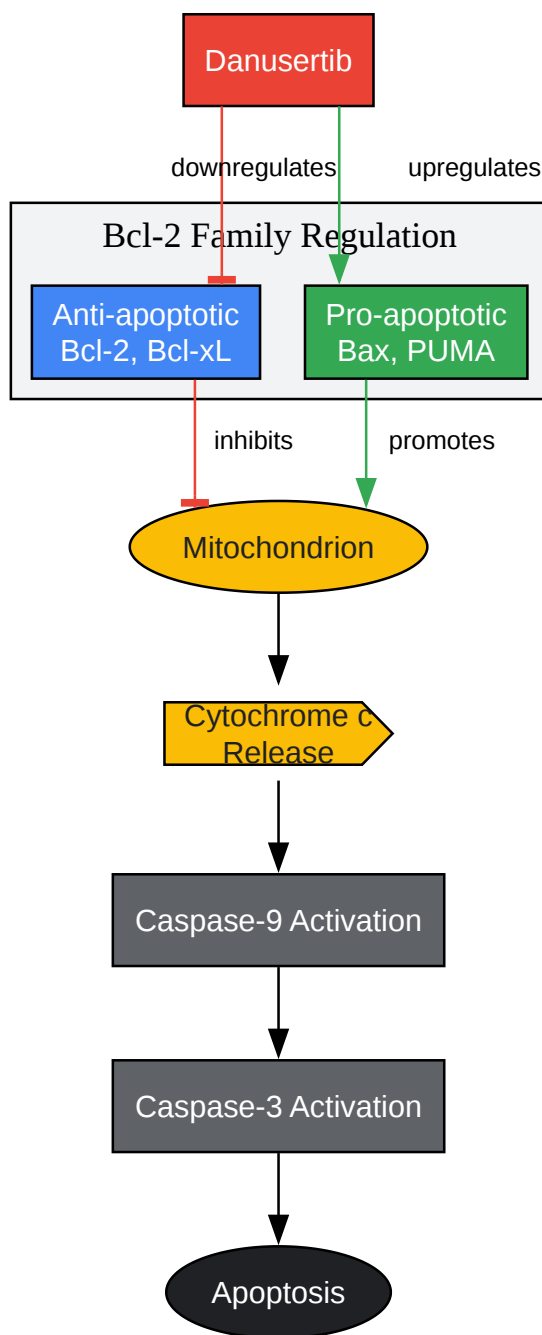 Danusertib
downregulates
upregulates
Bcl-2 Family Regulation
Anti-apoptotic
Bcl-2, Bcl-xL
Pro-apoptotic
Bax, PUMA
inhibits
promotes
Mitochondrion
Cytochrome c
Release
Caspase-9 Activation
Caspase-3 Activation
Apoptosis